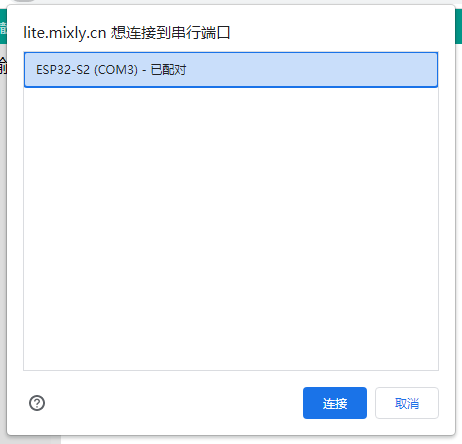 lite.mixly.cn 想连接到串行端口
ESP32-S2 (COM3) - 已配对
连接 取消